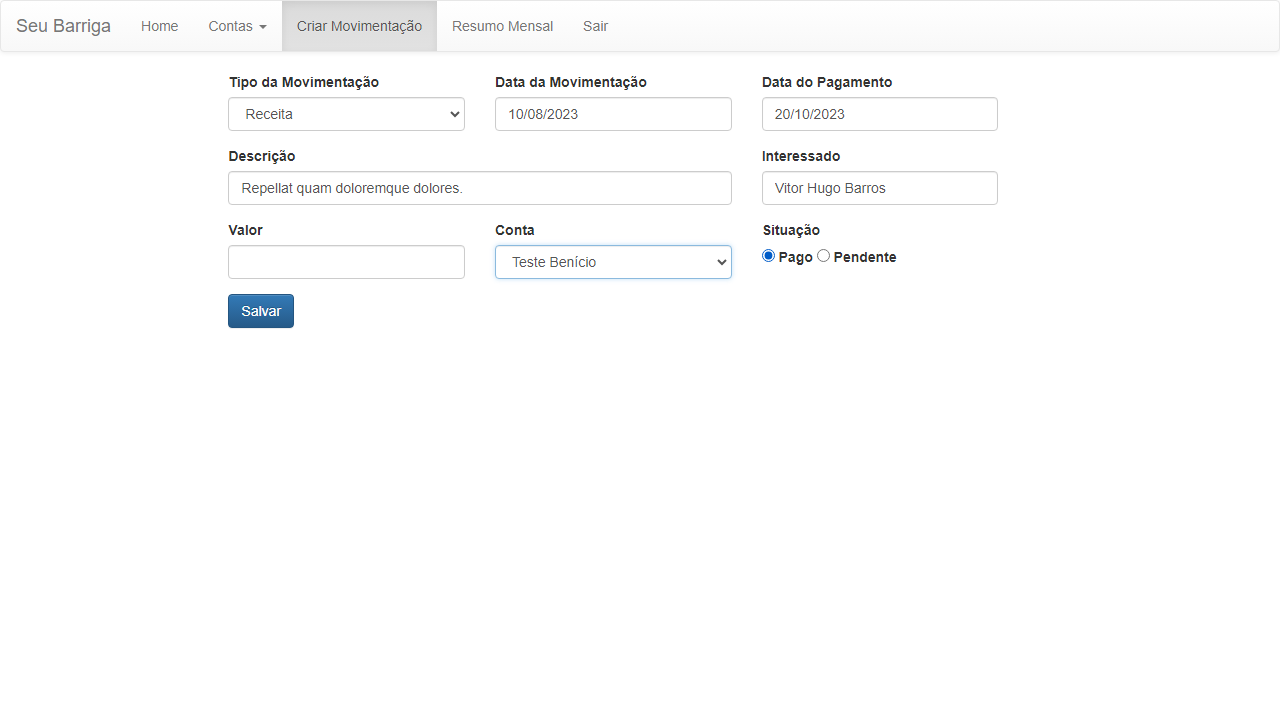 Seu Barriga Home Contas Criar Movimentação Resumo Mensal Sair
Tipo da Movimentação Data da Movimentação Data do Pagamento
Receita 10/08/2023 20/10/2023
Descrição Interessado
Repellat quam doloremque dolores. Vitor Hugo Barros
Valor Conta Situação
Teste Benício Pago Pendente
Salvar